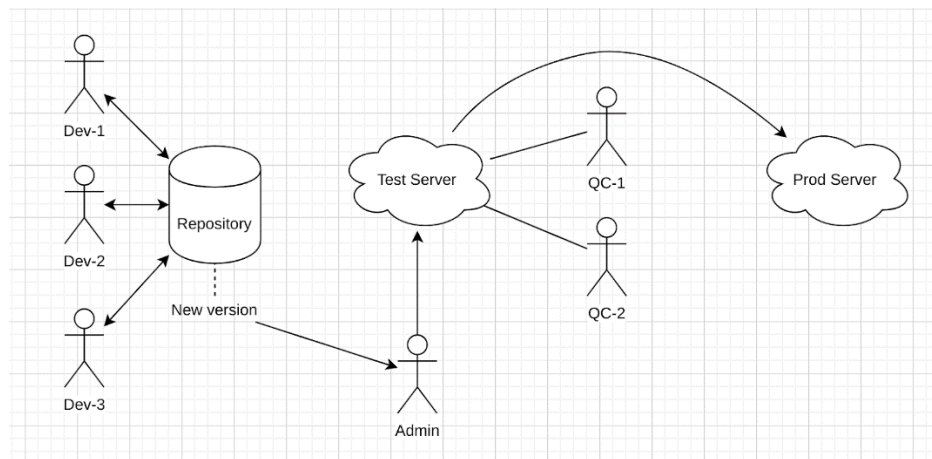 Dev-1
Dev-2
Dev-3
Repository
New version
Admin
Test Server
QC-1
QC-2
Prod Server